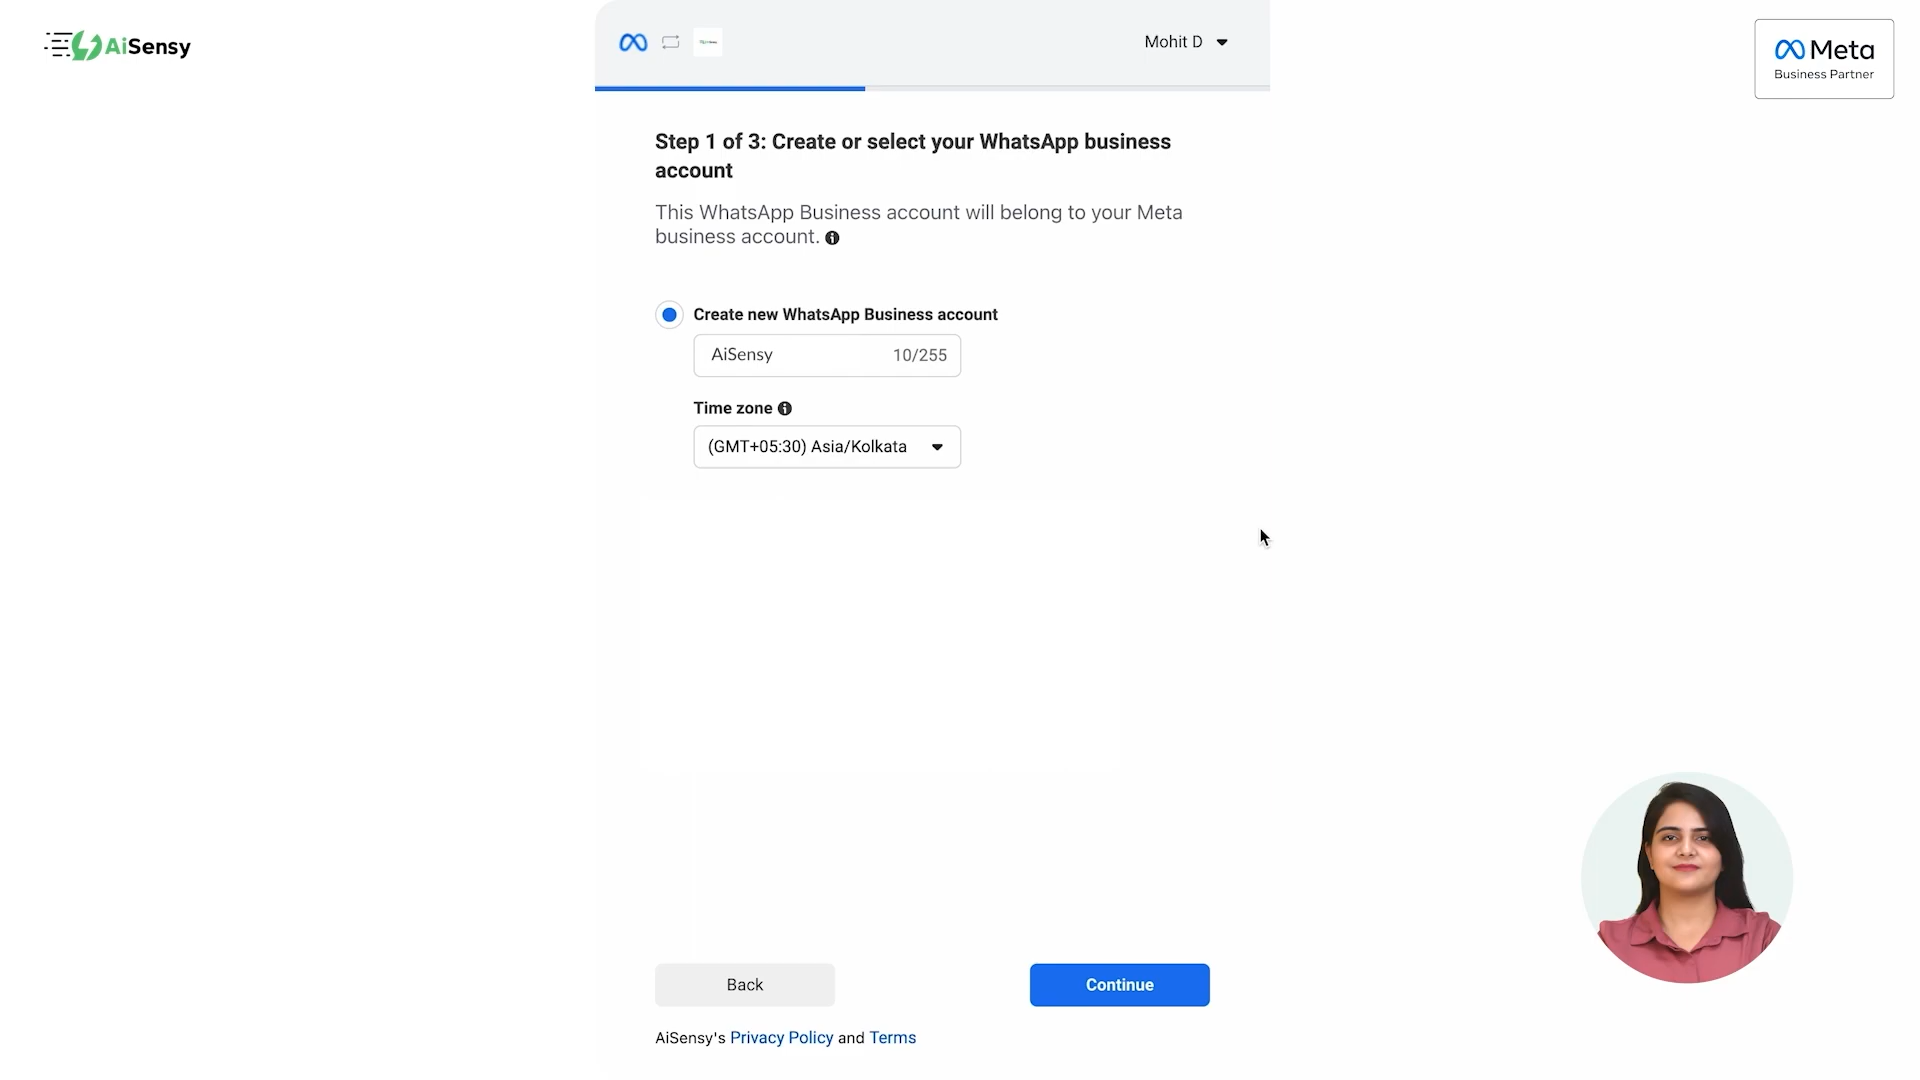 AiSensy
Mohit D
Meta
Business Partner
Step 1 of 3: Create or select your WhatsApp business
account
This WhatsApp Business account will belong to your Meta
business account.
Create new WhatsApp Business account
AiSensy 10/255
Time zone
(GMT+05:30) Asia/Kolkata
Back
Continue
AiSensy's Privacy Policy and Terms